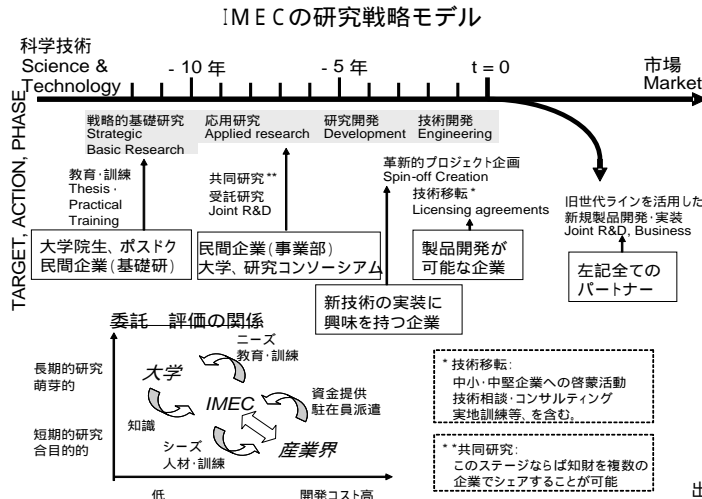 IMECの研究戦略モデル
科学技術
Science &
Technology
- 10 年
- 5 年
t = 0
市場
Market
TARGET, ACTION, PHASE
戦略的基礎研究
Strategic
Basic Research
応用研究
Applied research
研究開発
Development
技術開発
Engineering
教育・訓練
Thesis・
Practical
Training
共同研究**
受託研究
Joint R&D
革新的プロジェクト企画
Spin-off Creation
技術移転*
Licensing agreements
旧世代ラインを活用した
新規製品開発・実装
Joint R&D, Business
大学院生、ポスドク
民間企業(基礎研)
民間企業(事業部)
大学、研究コンソーシアム
製品開発が
可能な企業
新技術の実装に
興味を持つ企業
左記全ての
パートナー
委託　評価の関係
長期的研究
萌芽的
短期的研究
合目的的
ニーズ
教育・訓練
大学
IMEC
資金提供
駐在員派遣
知識
シーズ
人材・訓練
産業界
低
開発コスト高
* 技術移転:
中小・中堅企業への啓蒙活動
技術相談・コンサルティング
実地訓練等、を含む。
**共同研究:
このステージならば知財を複数の
企業でシェアすることが可能
出